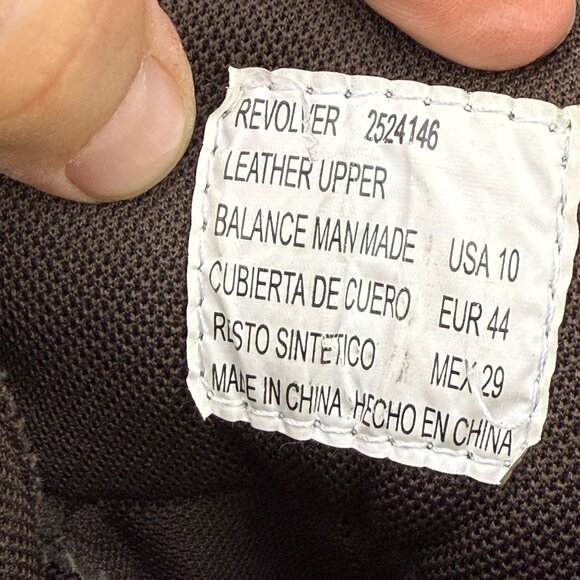 REVOLVER 2524146
LEATHER UPPER
BALANCE MAN MADE USA 10
CUBIERTA DE CUERO EUR 44
RESTO SINTETICO MEX 29
MADE IN CHINA HECHO EN CHINA